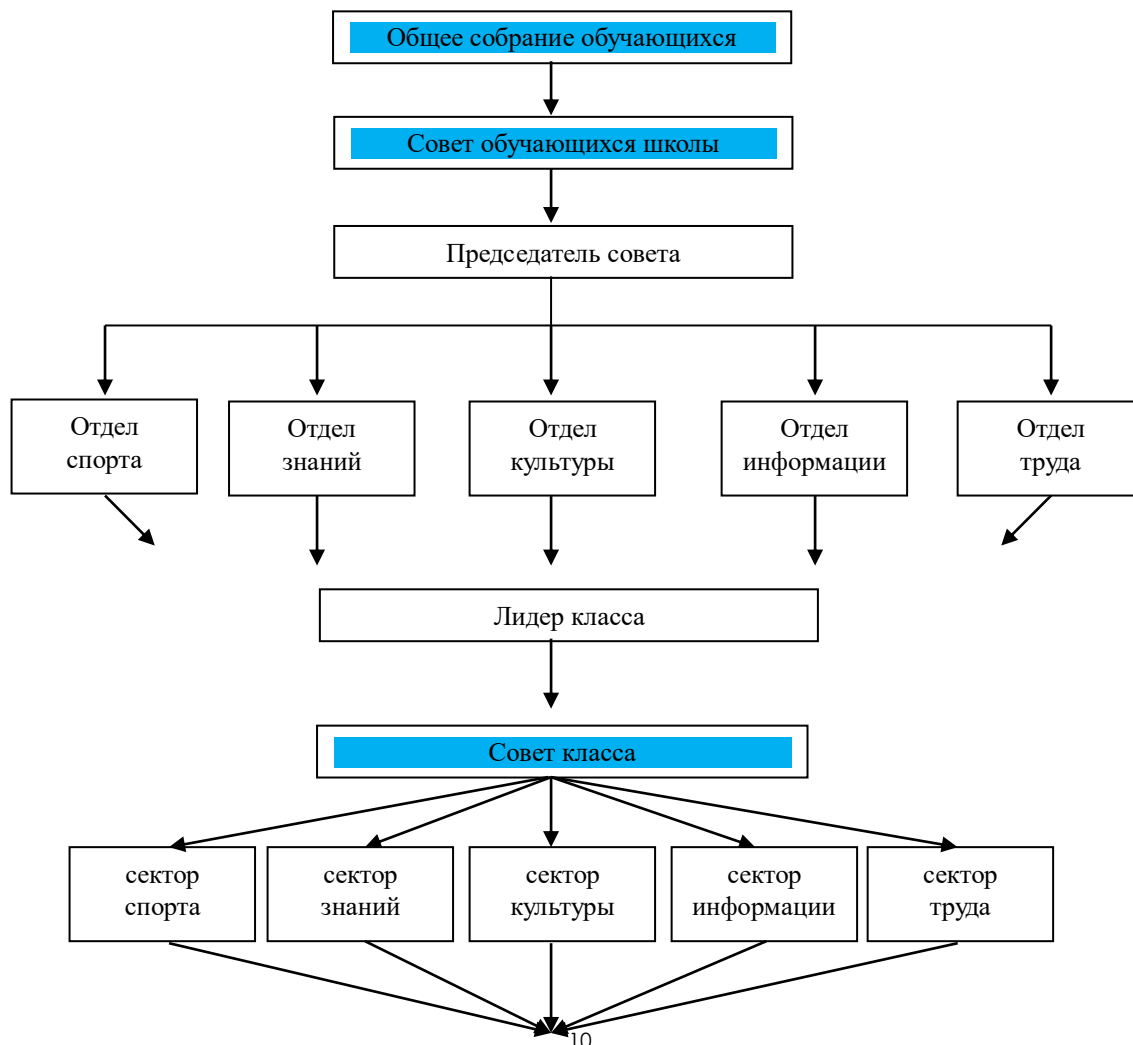 Общее собрание обучающихся
Совет обучающихся школы
Председатель совета
Отдел
спорта
Отдел
знаний
Отдел
культуры
Отдел
информации
Отдел
труда
Лидер класса
Совет класса
сектор
спорта
сектор
знаний
сектор
культуры
сектор
информации
сектор
труда
10